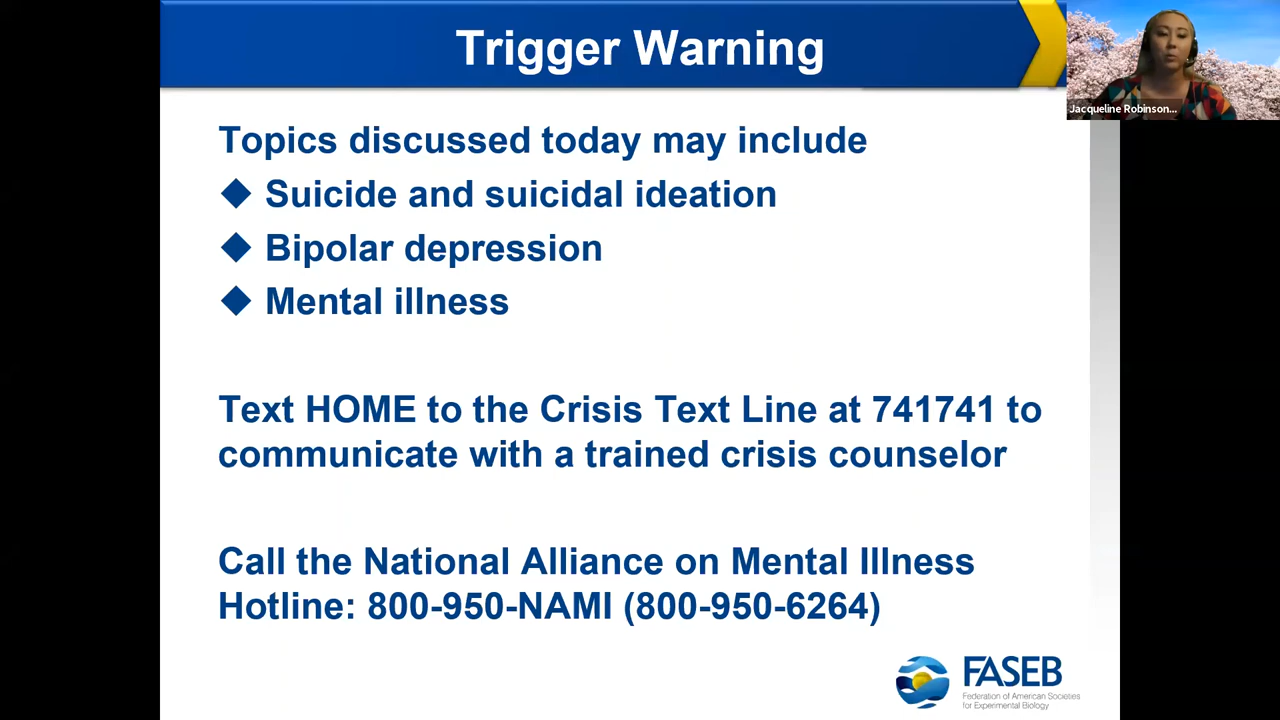 Trigger Warning
Jacqueline Robinson...
Topics discussed today may include
Suicide and suicidal ideation
Bipolar depression
Mental illness
Text HOME to the Crisis Text Line at 741741 to
communicate with a trained crisis counselor
Call the National Alliance on Mental Illness
Hotline: 800-950-NAMI (800-950-6264)
FASEB
Federation of American Societies
for Experimental Biology